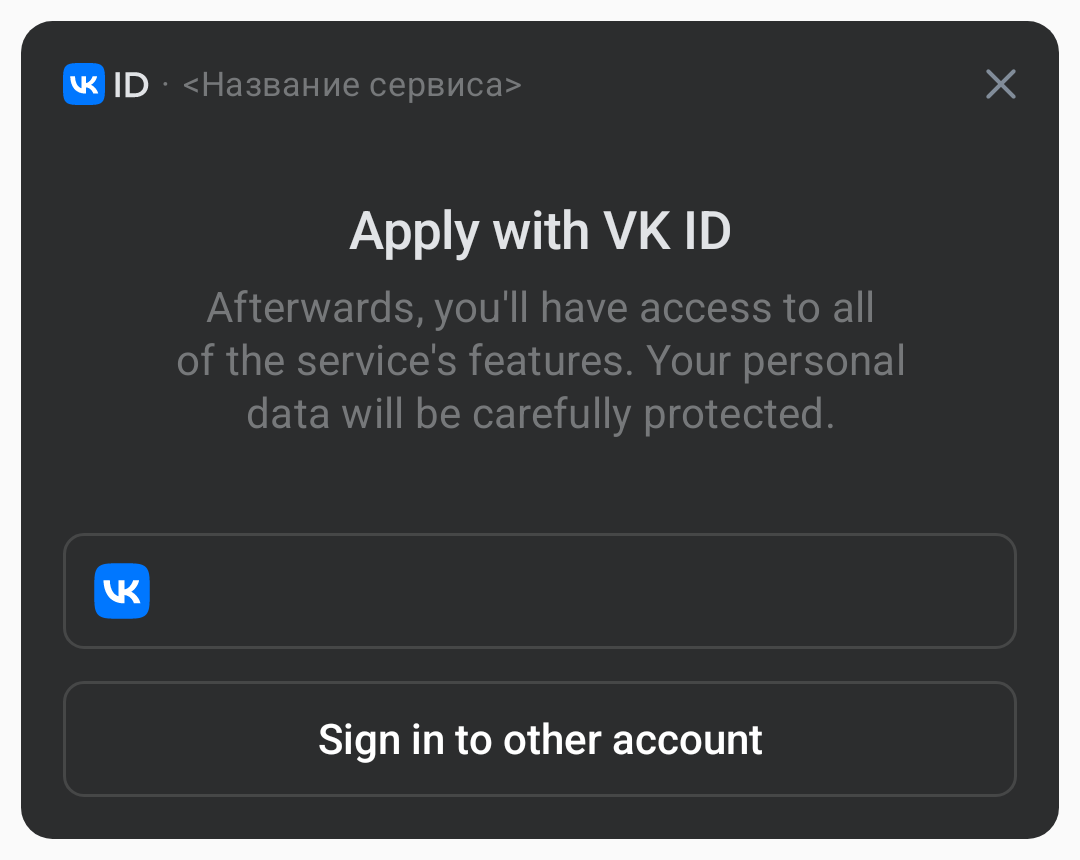 VK ID · <Название сервиса>
Apply with VK ID
Afterwards, you'll have access to all
of the service's features. Your personal
data will be carefully protected.
VK
Sign in to other account